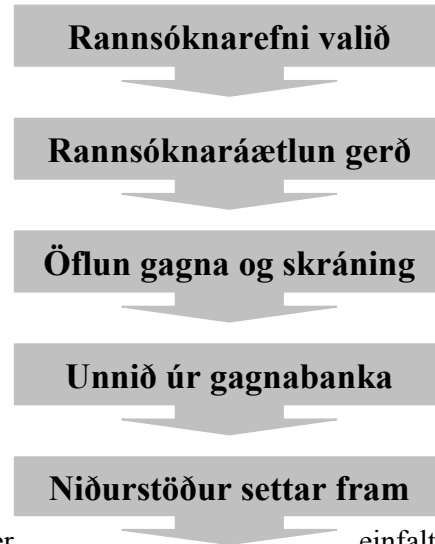 Rannsóknarefni valið
Rannsóknaráætlun gerð
Öflun gagna og skráning
Unnið úr gagnabanka
Niðurstöður settar fram
einfalt